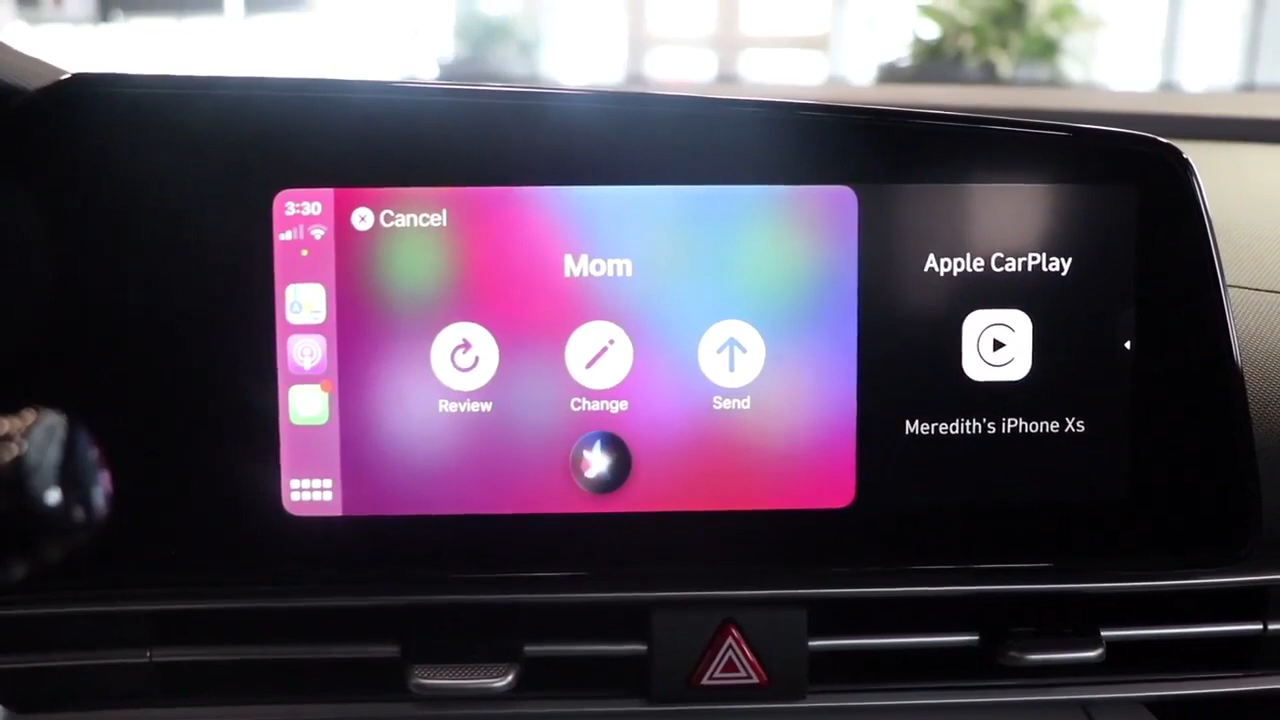 3:30
Cancel
Mom
Review
Change
Send
Apple CarPlay
Meredith's iPhone Xs